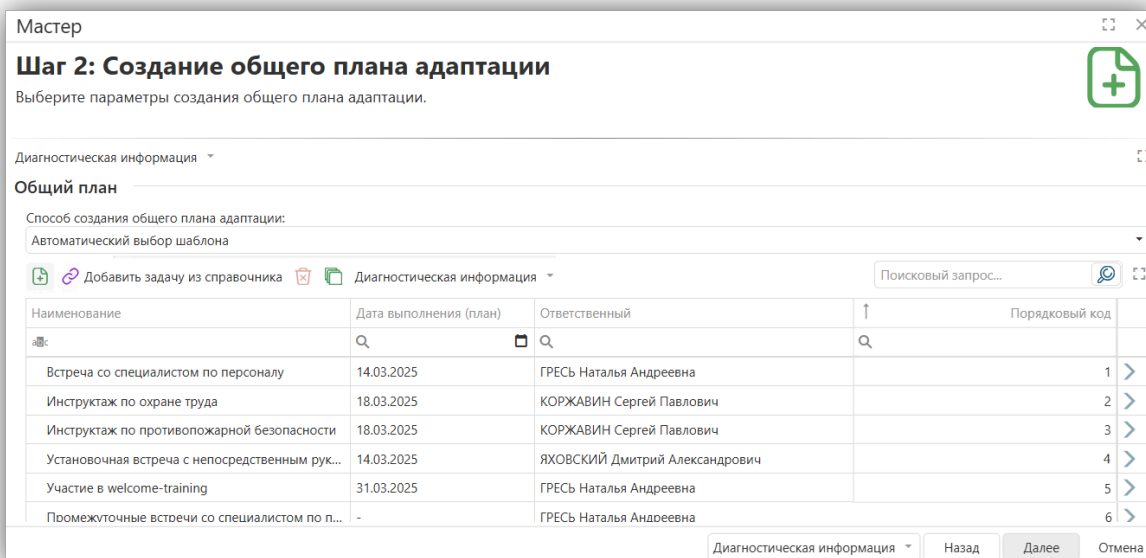 Мастер
Шаг 2: Создание общего плана адаптации
Выберите параметры создания общего плана адаптации.
Диагностическая информация
Общий план
Способ создания общего плана адаптации:
Автоматический выбор шаблона
Добавить задачу из справочника Диагностическая информация Поисковый запрос...
Наименование Дата выполнения (план) Ответственный Порядковый код
Встреча со специалистом по персоналу 14.03.2025 ГРЕСЬ Наталья Андреевна 1
Инструктаж по охране труда 18.03.2025 КОРЖАВИН Сергей Павлович 2
Инструктаж по противопожарной безопасности 18.03.2025 КОРЖАВИН Сергей Павлович 3
Установочная встреча с непосредственным рук... 14.03.2025 ЯХОВСКИЙ Дмитрий Александрович 4
Участие в welcome-training 31.03.2025 ГРЕСЬ Наталья Андреевна 5
Промежуточные встречи со специалистом по п... - ГРЕСЬ Наталья Андреевна 6
Диагностическая информация Назад Далее Отмена